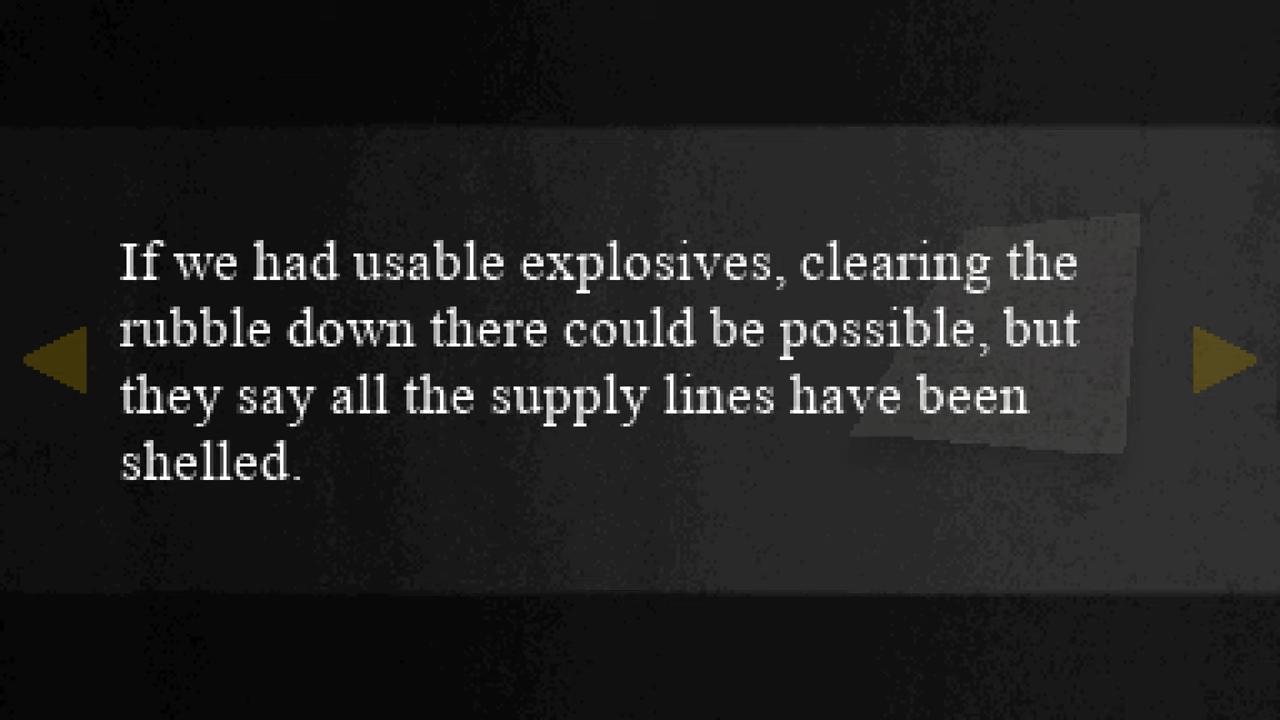 If we had usable explosives, clearing the
rubble down there could be possible, but
they say all the supply lines have been
shelled.